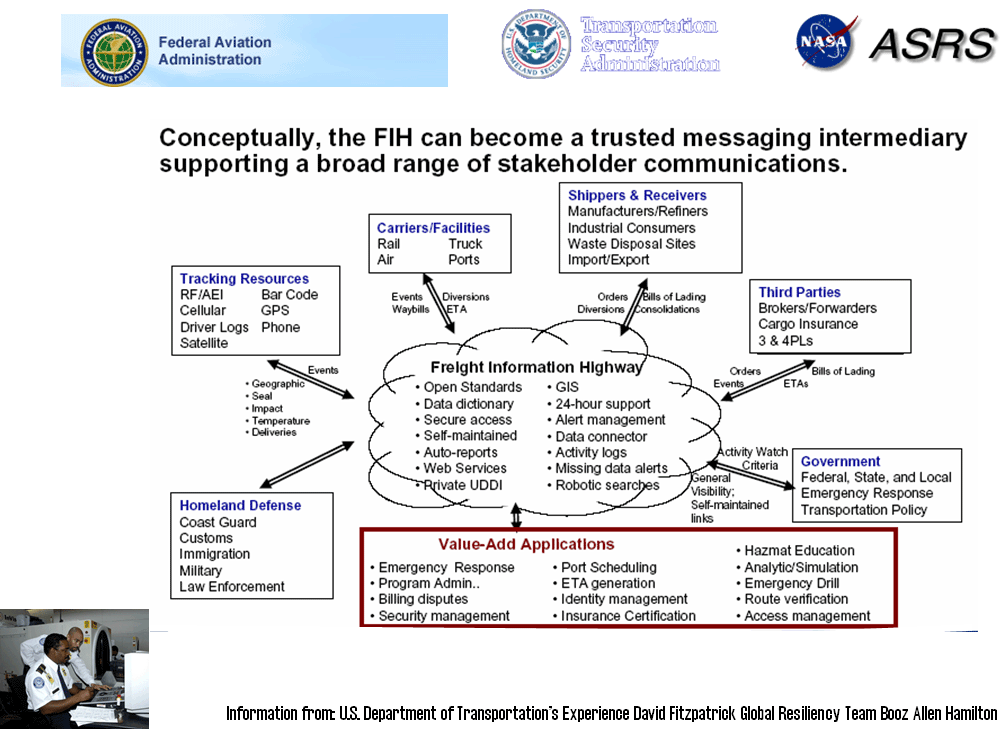 Federal Aviation
Administration
Transportation
Security
Administration
NASA
ASRS
Conceptually, the FIH can become a trusted messaging intermediary
supporting a broad range of stakeholder communications.
Shippers & Receivers
Manufacturers/Refiners
Industrial Consumers
Waste Disposal Sites
Import/Export
Carriers/Facilities
Rail Truck
Air Ports
Tracking Resources
RF/AEI Bar Code
Cellular GPS
Driver Logs Phone
Satellite
Third Parties
Brokers/Forwarders
Cargo Insurance
3 & 4PLs
Events Diversions
Waybills ETA
Orders Bills of Lading
Diversions Consolidations
Events
• Geographic
• Seal
• Impact
• Temperature
• Deliveries
Orders Bills of Lading
Events ETAs
Freight Information Highway
• Open Standards • GIS
• Data dictionary • 24-hour support
• Secure access • Alert management
• Self-maintained • Data connector
• Auto-reports • Activity logs
• Web Services • Missing data alerts
• Private UDDI • Robotic searches
Activity Watch
Criteria
General
Visibility;
Self-maintained
links
Government
Federal, State, and Local
Emergency Response
Transportation Policy
Homeland Defense
Coast Guard
Customs
Immigration
Military
Law Enforcement
Value-Add Applications
• Emergency Response
• Program Admin..
• Billing disputes
• Security management
• Port Scheduling
• ETA generation
• Identity management
• Insurance Certification
• Hazmat Education
• Analytic/Simulation
• Emergency Drill
• Route verification
• Access management
Information from: U.S. Department of Transportation's Experience David Fitzpatrick Global Resiliency Team Booz Allen Hamilton